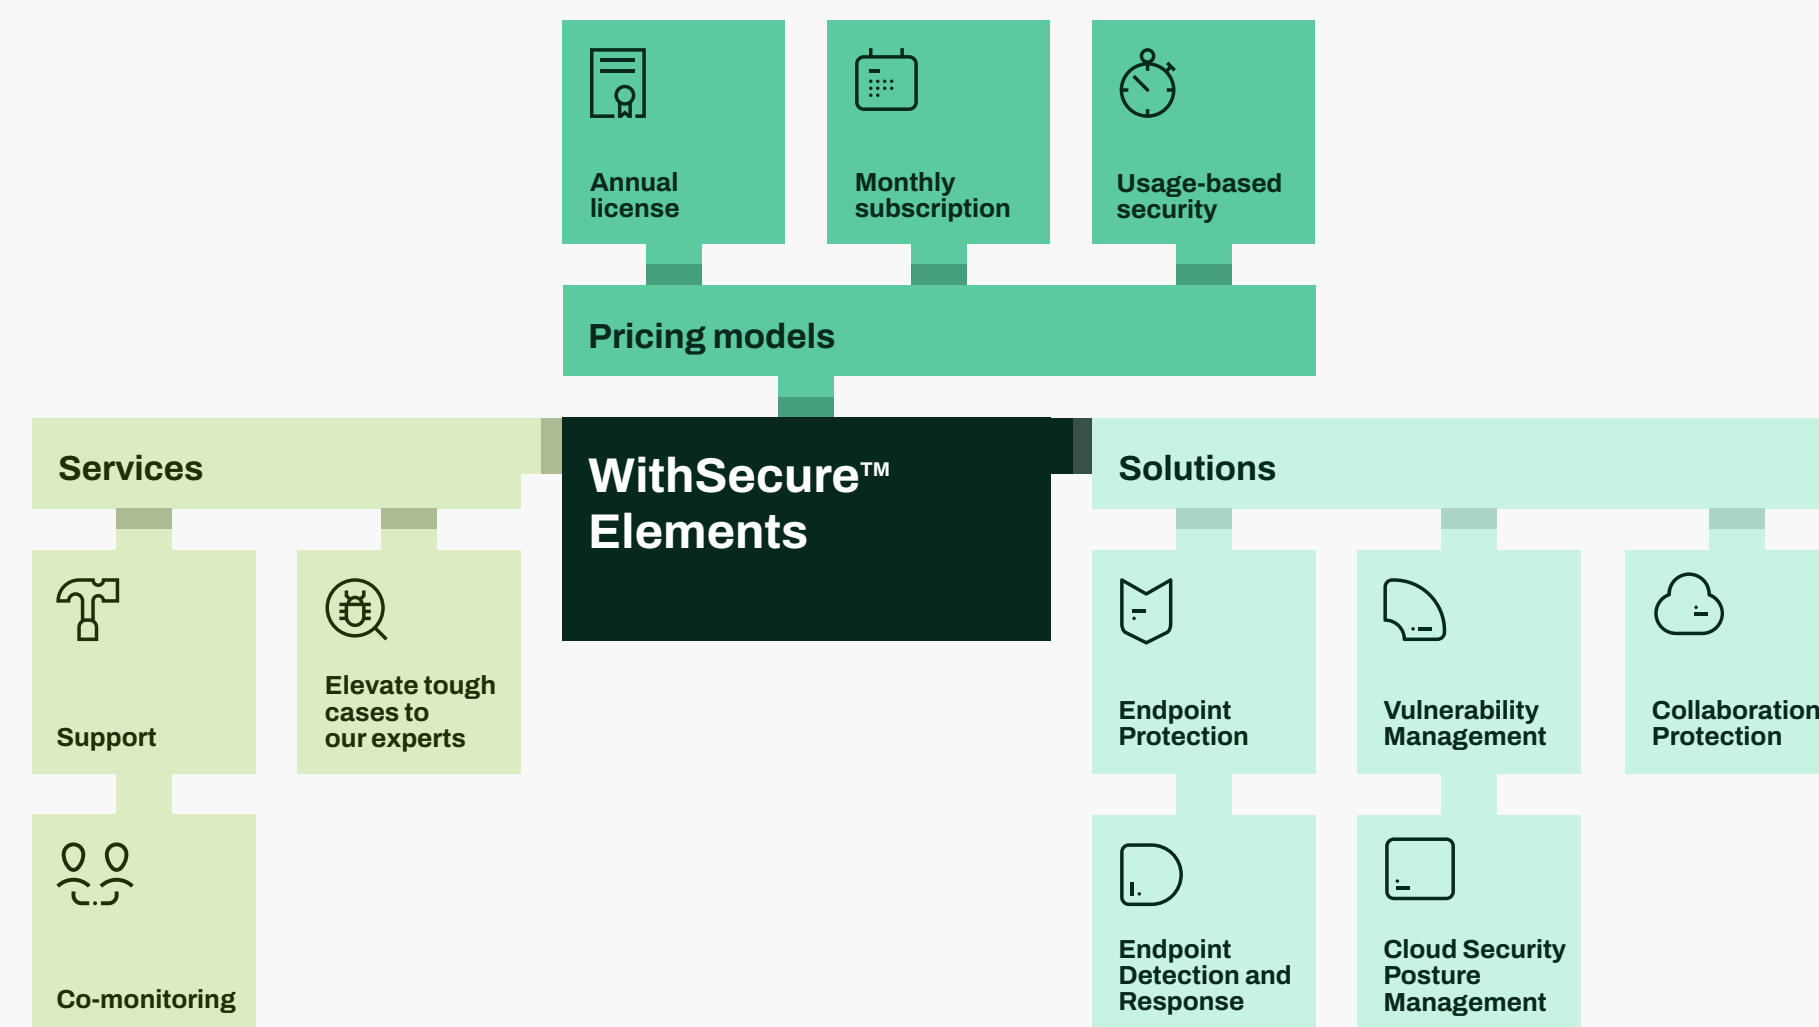 Annual
license
Monthly
subscription
Usage-based
security
Pricing models
Services
WithSecure™
Elements
Solutions
Support
Elevate tough
cases to
our experts
Endpoint
Protection
Vulnerability
Management
Collaboration
Protection
Co-monitoring
Endpoint
Detection and
Response
Cloud Security
Posture
Management